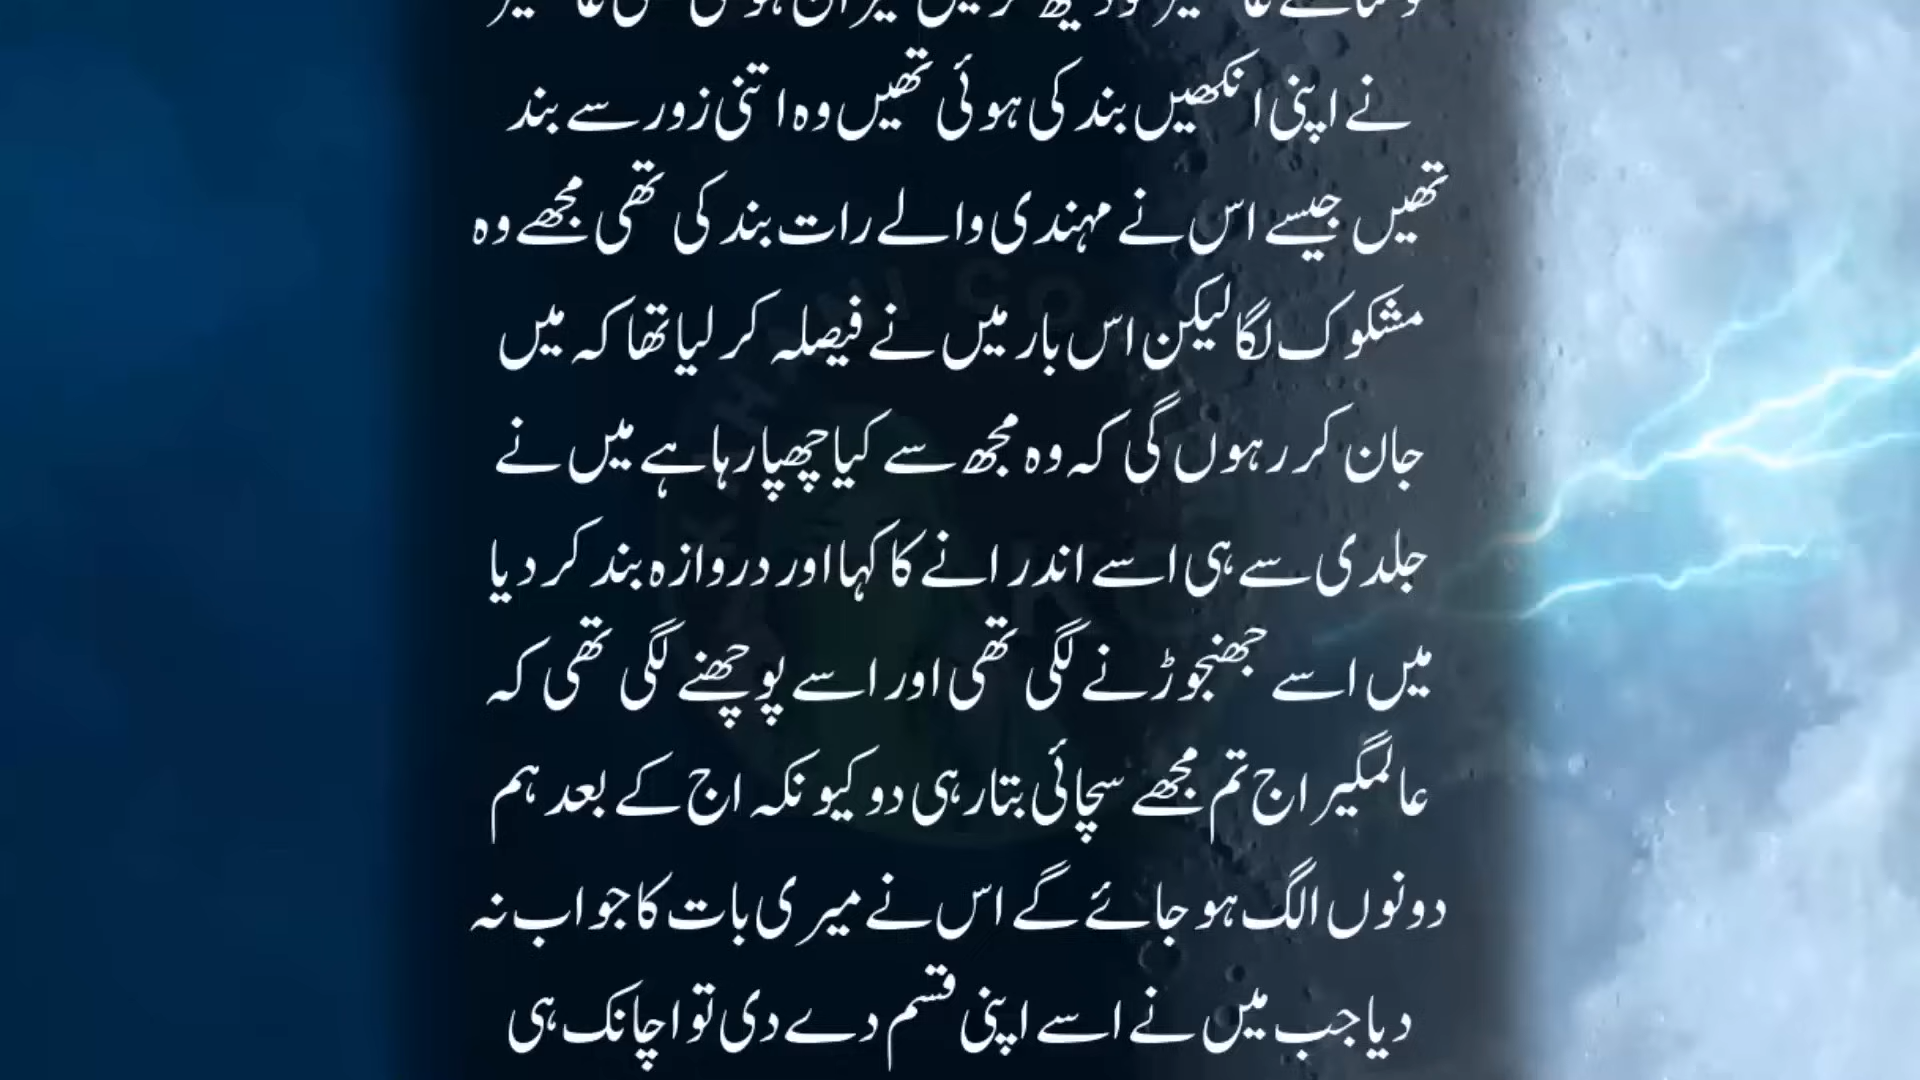 نے اپنی انکھیں بند کی ہوئی تھیں وہ اتنی زور سے بند
تھیں جیسے اس نے مہندی والے رات بند کی تھی مجھے وہ
مشکوک لگا لیکن اس بار میں نے فیصلہ کر لیا تھا کہ میں
جان کر رہوں گی کہ وہ مجھ سے کیا چھپا رہا ہے میں نے
جلدی سے ہی اسے اندر انے کا کہا اور دروازہ بند کر دیا
میں اسے جھنجوڑنے لگی تھی اور اسے پوچھنے لگی تھی کہ
عالمگیر اج تم مجھے سچائی بتا رہی دو کیونکہ اج کے بعد ہم
دونوں الگ ہو جائے گے اس نے میری بات کا جواب نہ
دیا جب میں نے اسے اپنی قسم دے دی تو اچانک ہی